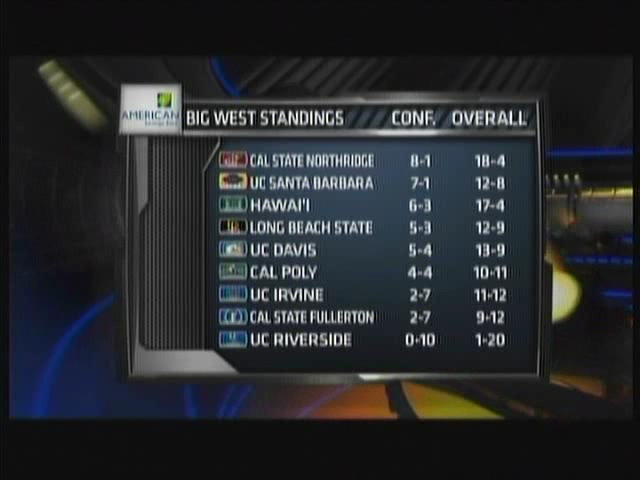 AMERICAN
BIG WEST STANDINGS CONF. OVERALL
CAL STATE NORTHRIDGE 8-1 18-4
UC SANTA BARBARA 7-1 12-8
HAWAI'I 6-3 17-4
LONG BEACH STATE 5-3 12-9
UC DAVIS 5-4 13-9
CAL POLY 4-4 10-11
UC IRVINE 2-7 11-12
CAL STATE FULLERTON 2-7 9-12
UC RIVERSIDE 0-10 1-20